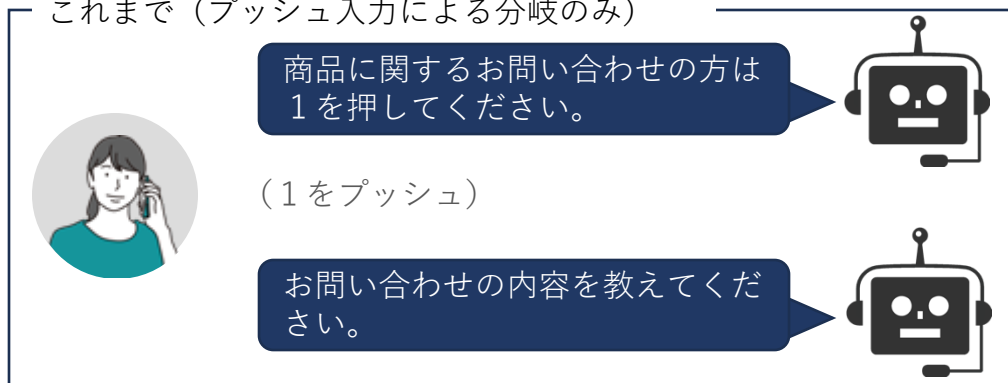 これまで（プッシュ入力による分岐のみ）
商品に関するお問い合わせの方は
１を押してください。
（１をプッシュ）
お問い合わせの内容を教えてくだ
さい。